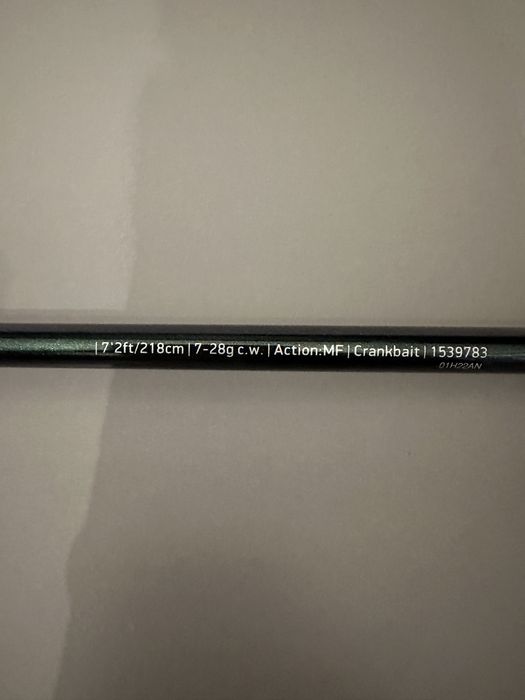 | 7'2ft/218cm | 7-28g c.w. | Action:MF | Crankbait | 1539783
01H22AN